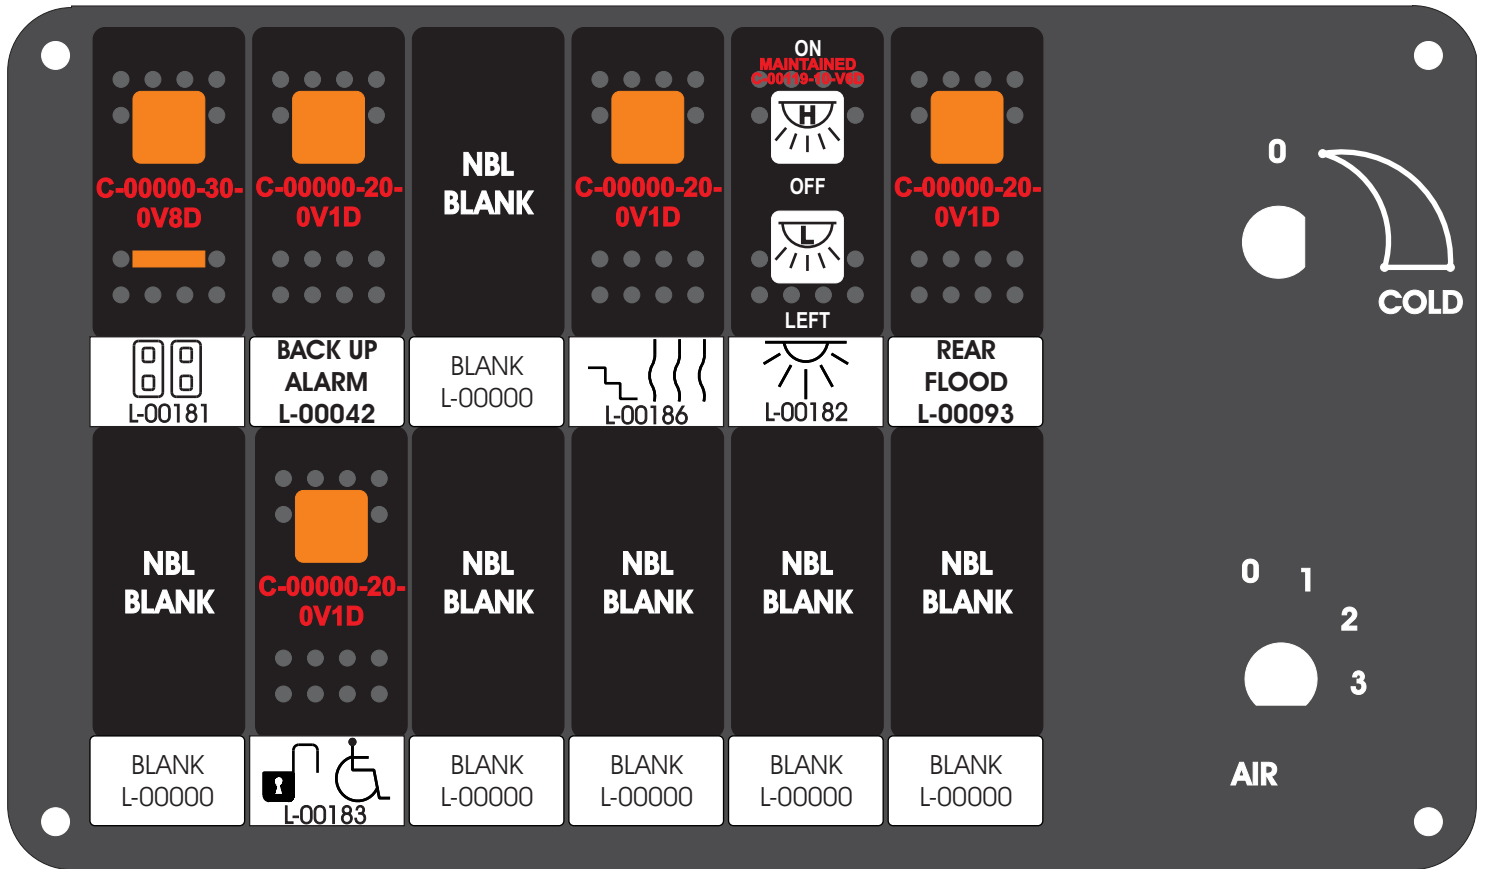 ON
MAINTAINED
H
C-00000-30-
0V8D
C-00000-20-
0V1D
NBL
BLANK
C-00000-20-
0V1D
OFF
L
LEFT
C-00000-20-
0V1D
0
COLD
L-00181
BACK UP
ALARM
L-00042
BLANK
L-00000
L-00186
L-00182
REAR
FLOOD
L-00093
NBL
BLANK
C-00000-20-
0V1D
NBL
BLANK
NBL
BLANK
NBL
BLANK
NBL
BLANK
0
1
2
3
AIR
BLANK
L-00000
L-00183
BLANK
L-00000
BLANK
L-00000
BLANK
L-00000
BLANK
L-00000